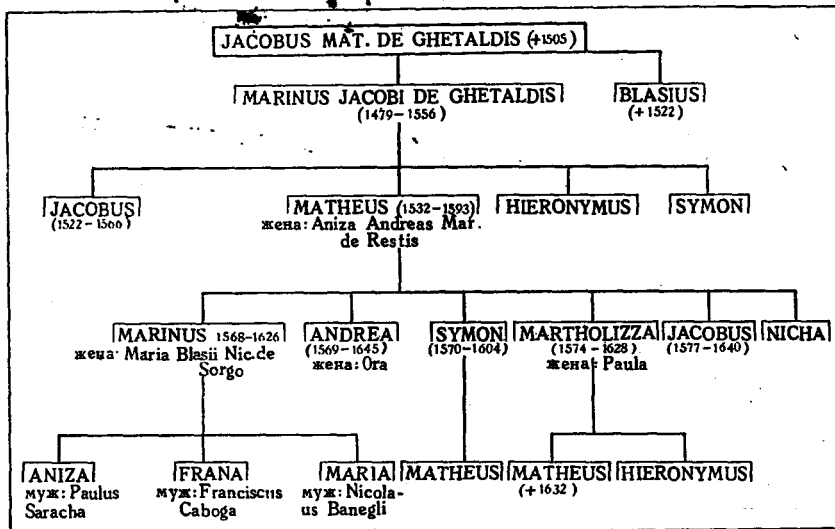 JACOBUS MAT. DE GHETALDIS (+1505)
MARINUS JACOBI DE GHETALDIS
(1479–1556)
BLASIUS
(+1522)
JACOBUS
(1522–1566)
MATHEUS (1532–1593)
жена: Aniza Andreas Mar.
de Restis
HIERONYMUS
SYMON
MARINUS 1568–1626
жена: Maria Blasii Nic. de
Sorgo
ANDREA
(1569–1645)
жена: Ora
SYMON
(1570–1604)
MARTHOLIZZA
(1574–1628)
жена: Paula
JACOBUS
(1577–1640)
NICHA
ANIZA
муж: Paulus
Saracha
FRANA
муж: Franciscus
Caboga
MARIA
муж: Nicola-
us Banegli
MATHEUS
MATHEUS
(+1632)
HIERONYMUS